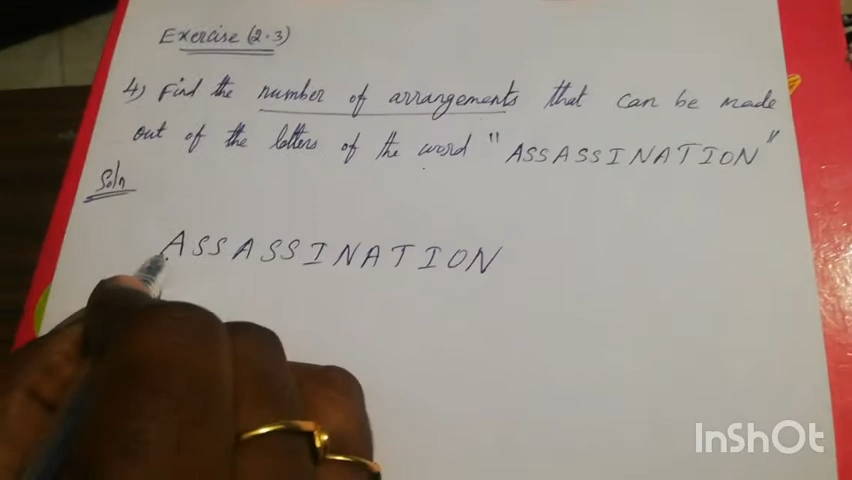 Exercise (2.3)
4) Find the number of arrangements that can be made
out of the letters of the word "ASSASSINATION"
Soln
ASSASSINATION
InShOt